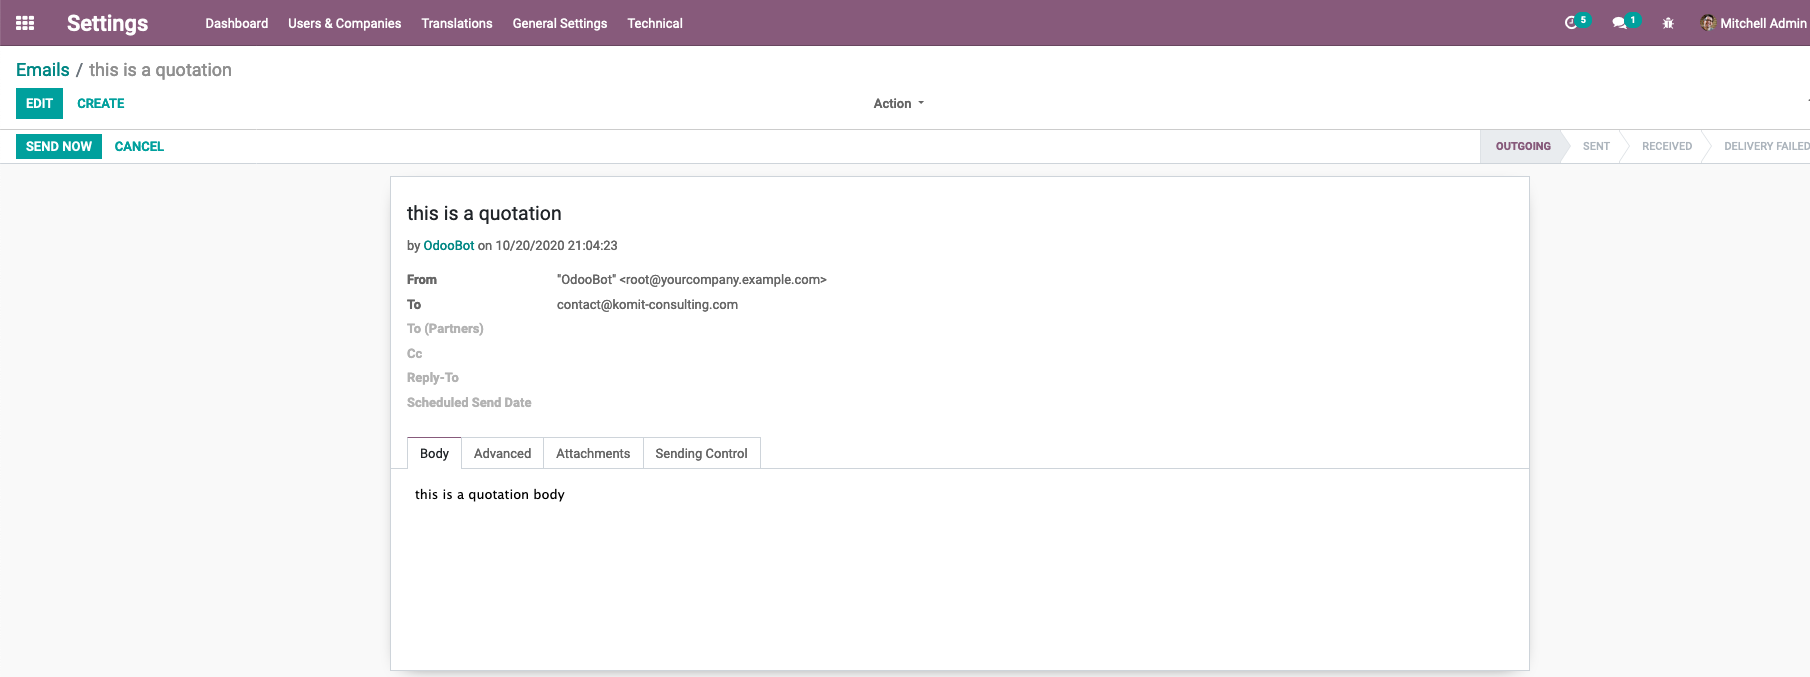 Settings Dashboard Users & Companies Translations General Settings Technical 5 1 Mitchell Admin
Emails / this is a quotation
EDIT CREATE Action
SEND NOW CANCEL OUTGOING SENT RECEIVED DELIVERY FAILED
this is a quotation
by OdooBot on 10/20/2020 21:04:23
From "OdooBot" <root@yourcompany.example.com>
To contact@komit-consulting.com
To (Partners)
Cc
Reply-To
Scheduled Send Date
Body Advanced Attachments Sending Control
this is a quotation body